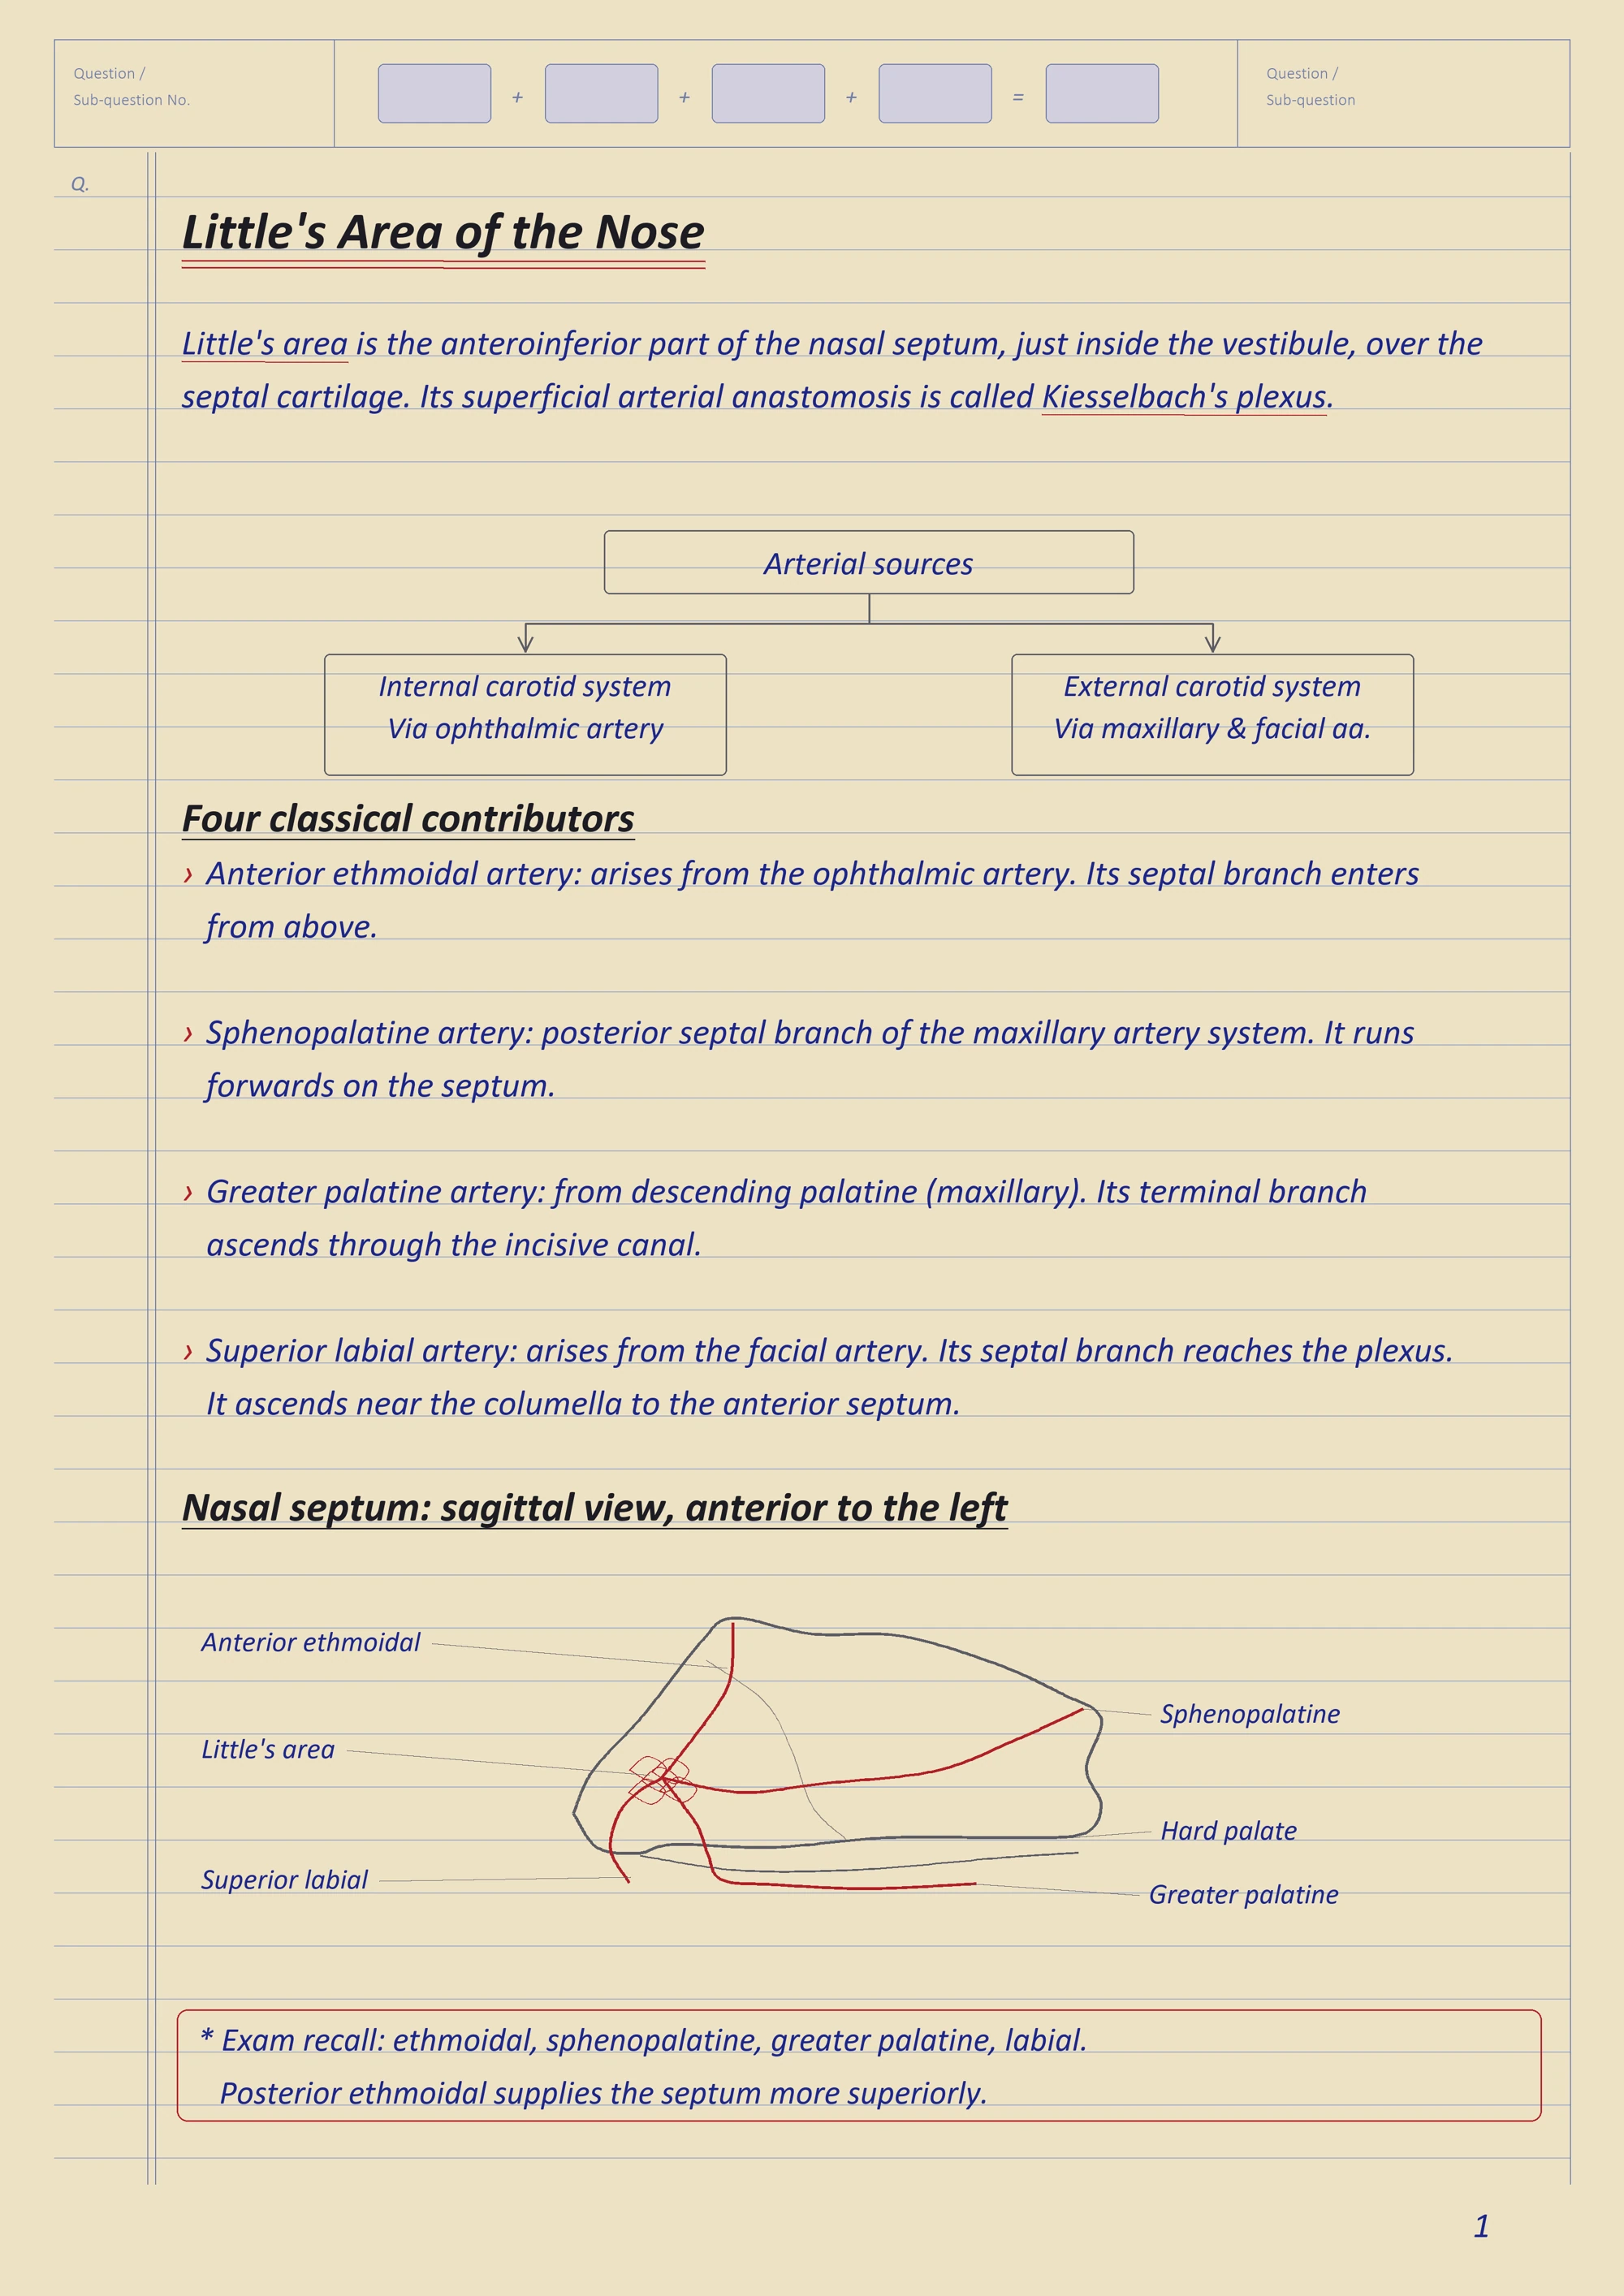 Question /
Sub-question No.
+ + + =
Question /
Sub-question
Q.
Little's Area of the Nose
Little's area is the anteroinferior part of the nasal septum, just inside the vestibule, over the
septal cartilage. Its superficial arterial anastomosis is called Kiesselbach's plexus.
Arterial sources
Internal carotid system
Via ophthalmic artery
External carotid system
Via maxillary & facial aa.
Four classical contributors
› Anterior ethmoidal artery: arises from the ophthalmic artery. Its septal branch enters
from above.
› Sphenopalatine artery: posterior septal branch of the maxillary artery system. It runs
forwards on the septum.
› Greater palatine artery: from descending palatine (maxillary). Its terminal branch
ascends through the incisive canal.
› Superior labial artery: arises from the facial artery. Its septal branch reaches the plexus.
It ascends near the columella to the anterior septum.
Nasal septum: sagittal view, anterior to the left
Anterior ethmoidal
Sphenopalatine
Little's area
Hard palate
Superior labial
Greater palatine
* Exam recall: ethmoidal, sphenopalatine, greater palatine, labial.
Posterior ethmoidal supplies the septum more superiorly.
1